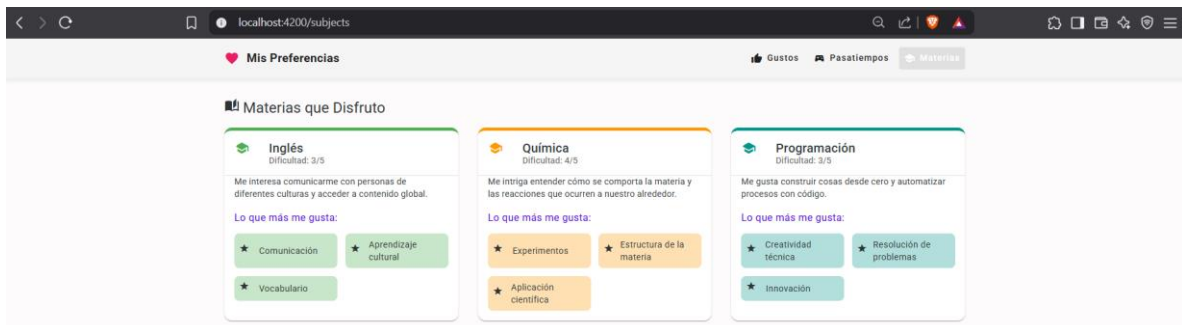 localhost:4200/subjects
Mis Preferencias
Gustos
Pasatiempos
Materias
Materias que Disfruto
Inglés
Dificultad: 3/5
Me interesa comunicarme con personas de
diferentes culturas y acceder a contenido global.
Lo que más me gusta:
Comunicación
Aprendizaje
cultural
Vocabulario
Química
Dificultad: 4/5
Me intriga entender cómo se comporta la materia y
las reacciones que ocurren a nuestro alrededor.
Lo que más me gusta:
Experimentos
Estructura de la
materia
Aplicación
científica
Programación
Dificultad: 3/5
Me gusta construir cosas desde cero y automatizar
procesos con código.
Lo que más me gusta:
Creatividad
técnica
Resolución de
problemas
Innovación